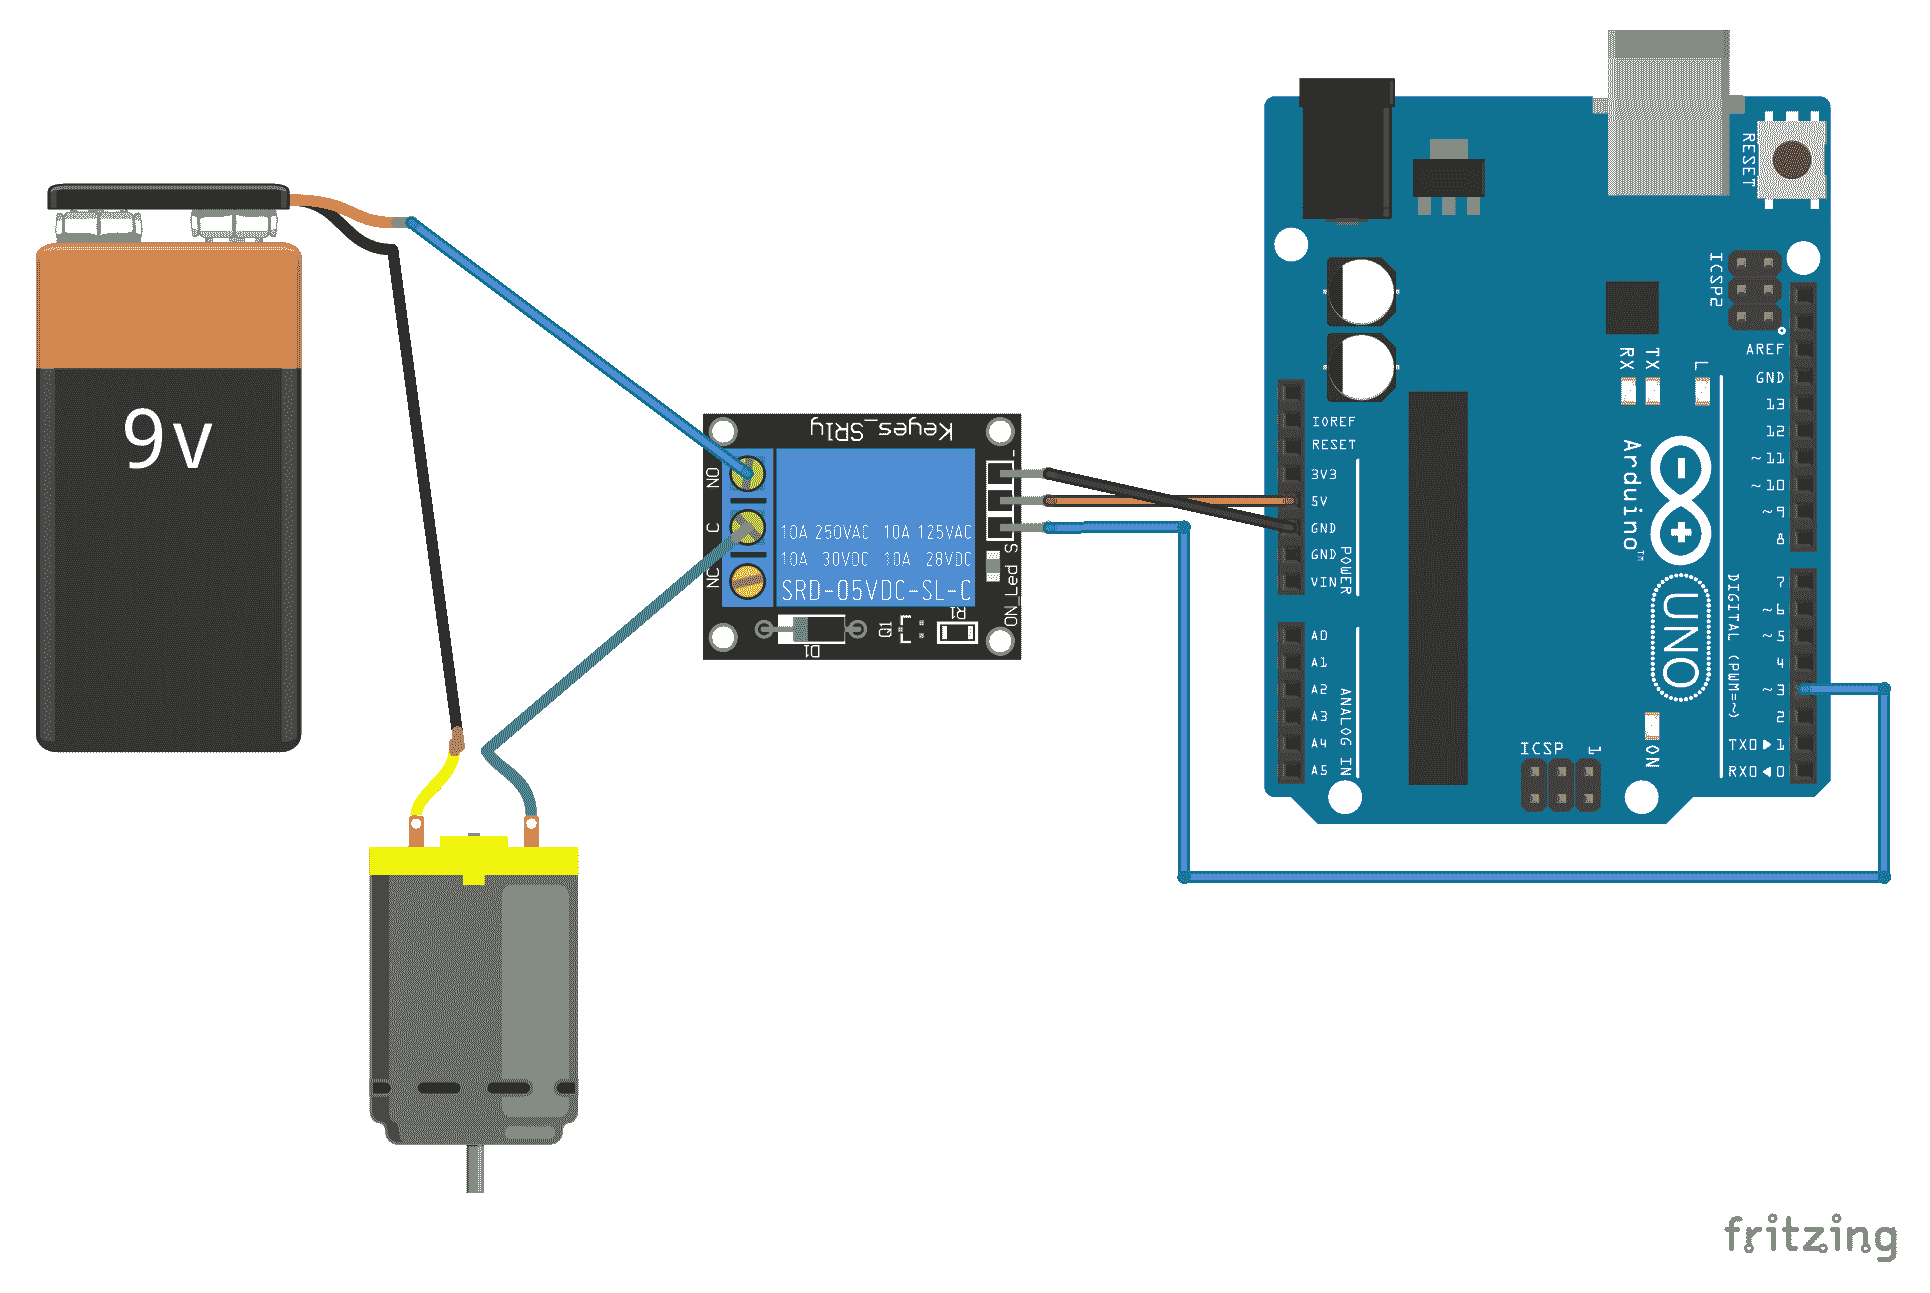 9v
Keyes_SR1y
NO
C
NC
10A 250VAC 10A 125VAC
10A 30VDC 10A 28VDC
SRD-05VDC-SL-C
-
S
Led_NO
D1
Q1
R1
RESET
ICSP2
RX
TX
L
IOREF
RESET
3V3
5V
GND
GND
VIN
POWER
A0
A1
A2
A3
A4
A5
ANALOG IN
AREF
GND
13
12
~11
~10
~9
8
7
~6
~5
4
~3
2
TX0▶1
RX0◀0
DIGITAL (PWM=~)
Arduino™
UNO
ICSP
1
ON
fritzing